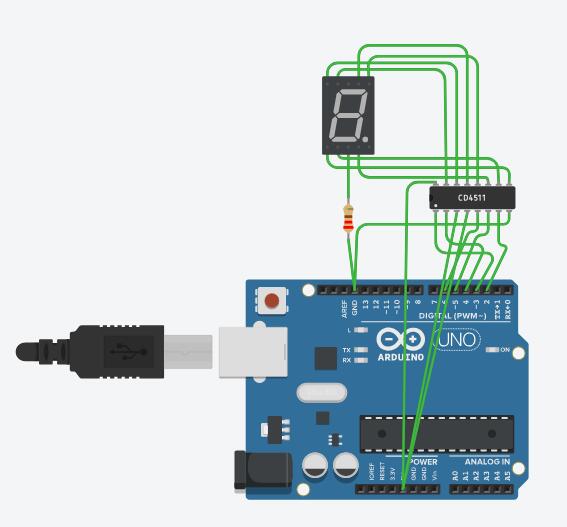 CD4511
AREF
GND
13
12
~11
~10
~9
8
7
~6
~5
4
~3
2
TX→1
RX←0
DIGITAL (PWM~)
L
TX
RX
ARDUINO
UNO
ON
IOREF
RESET
3.3V
GND
GND
Vin
POWER
ANALOG IN
A0
A1
A2
A3
A4
A5